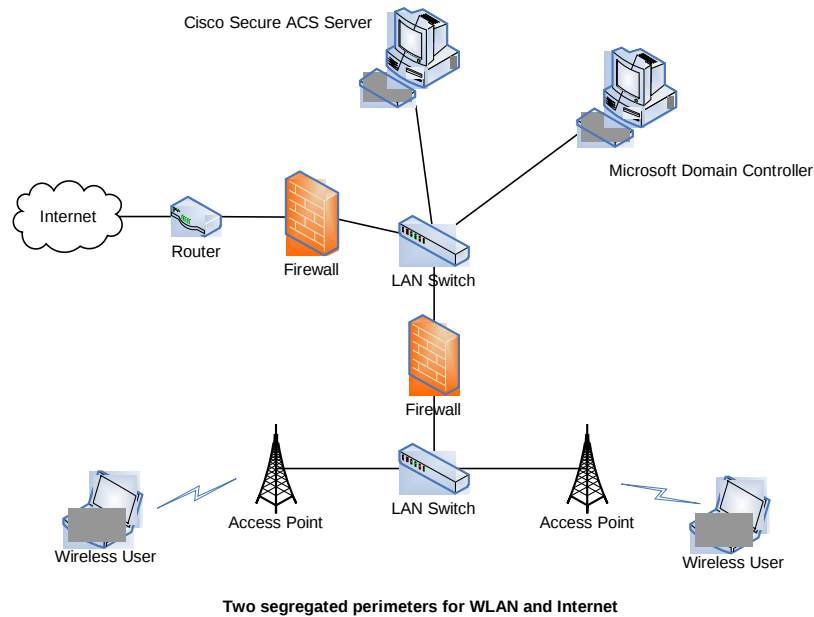 Cisco Secure ACS Server
Microsoft Domain Controller
Internet
Router
Firewall
LAN Switch
Firewall
LAN Switch
Access Point
Access Point
Wireless User
Wireless User
Two segregated perimeters for WLAN and Internet